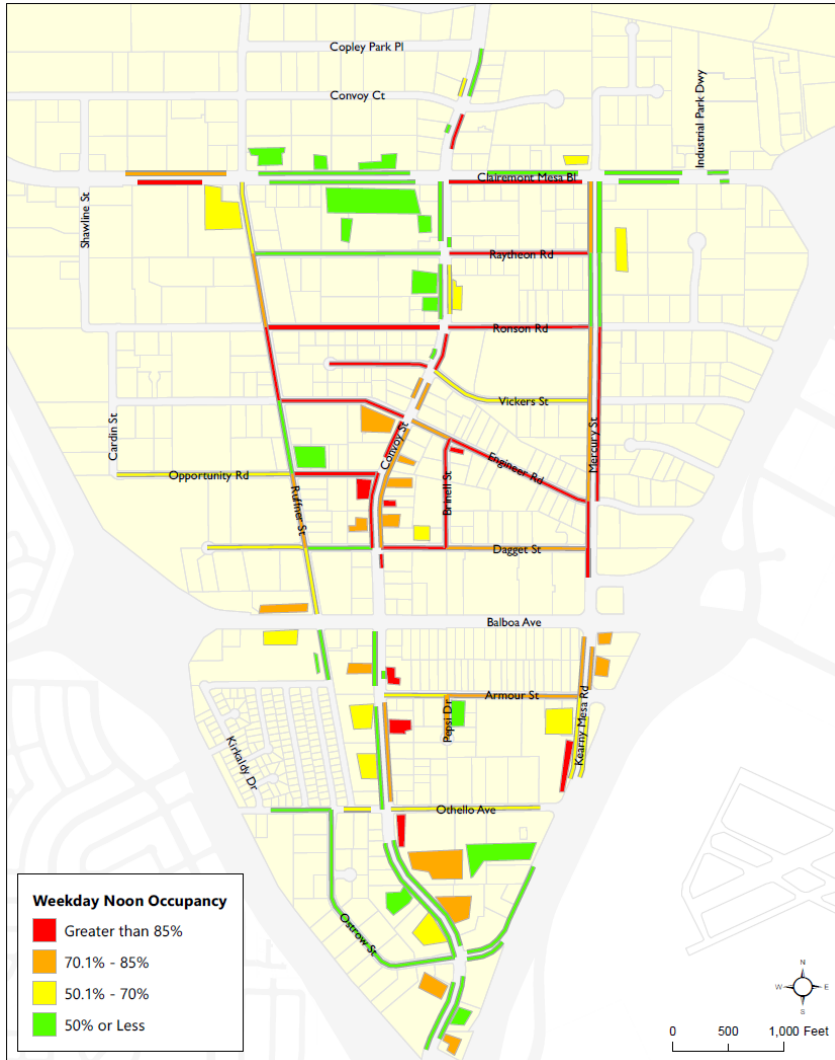 Copley Park Pl
Convoy Ct
Industrial Park Dwy
Clairemont Mesa Bl
Shawline St
Raytheon Rd
Ronson Rd
Vickers St
Cardin St
Convoy St
Mercury St
Opportunity Rd
Engineer Rd
Brinell St
Ruffner St
Dagget St
Balboa Ave
Armour St
Pepsi Dr
Kearny Mesa Rd
Kirkaldy Dr
Othello Ave
Ostrow St
Weekday Noon Occupancy
Greater than 85%
70.1% - 85%
50.1% - 70%
50% or Less
N
W E
S
0 500 1,000 Feet